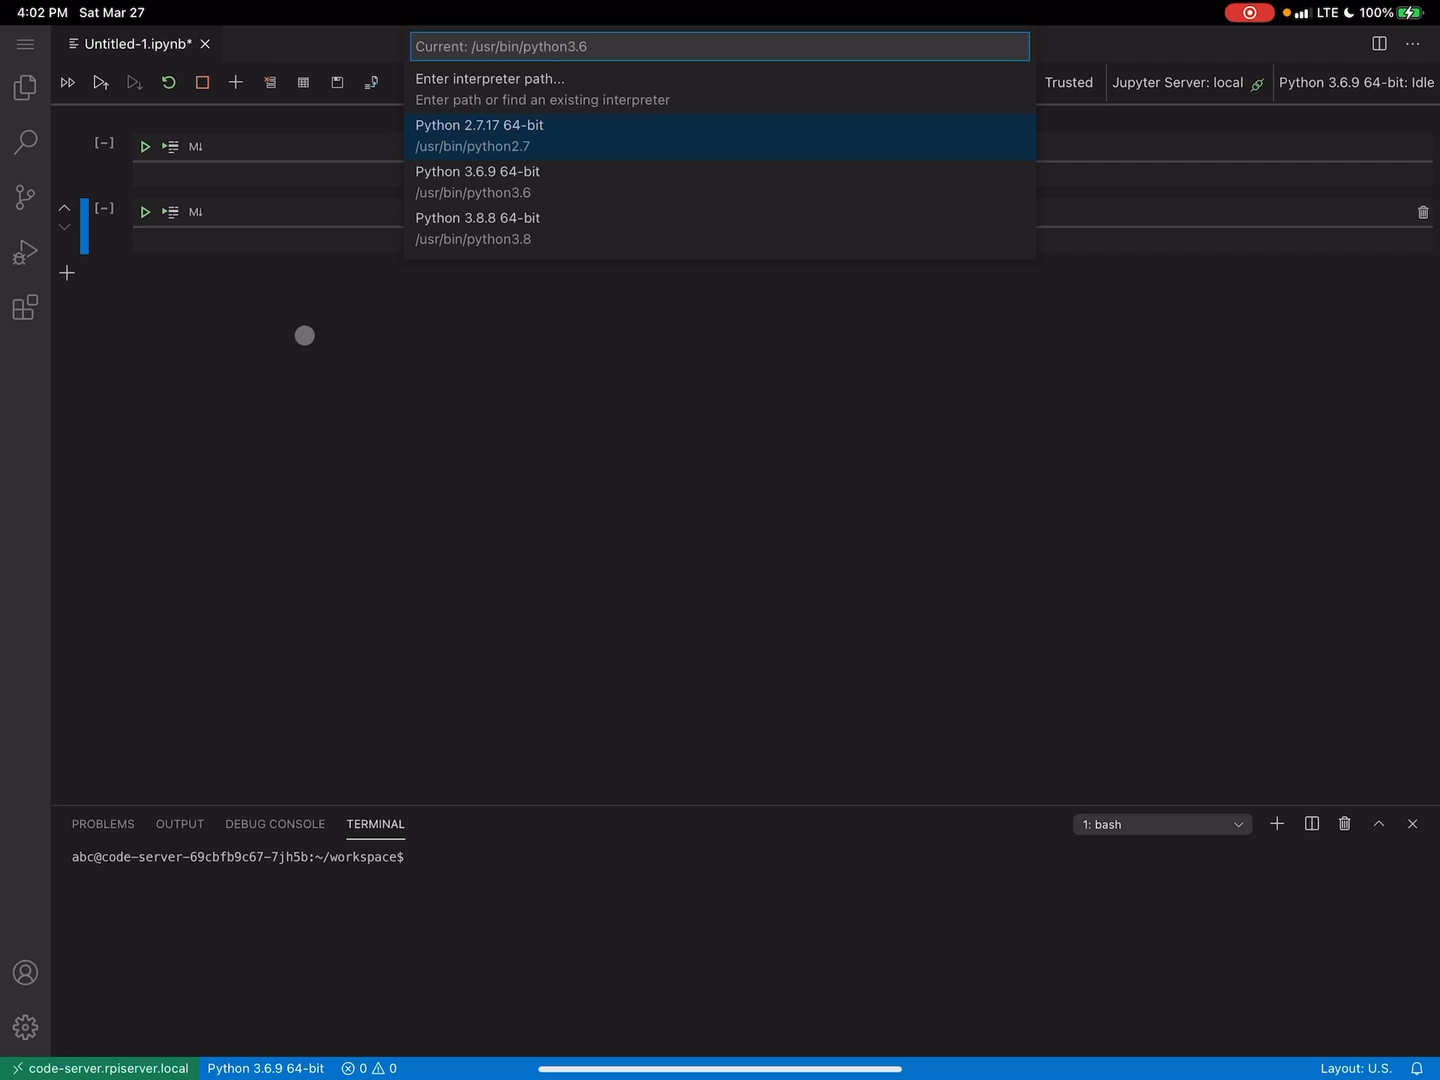 4:02 PM Sat Mar 27
LTE 100%
Untitled-1.ipynb*
Current: /usr/bin/python3.6
Enter interpreter path...
Enter path or find an existing interpreter
Trusted
Jupyter Server: local
Python 3.6.9 64-bit: Idle
Python 2.7.17 64-bit
/usr/bin/python2.7
[-]
M↓
Python 3.6.9 64-bit
/usr/bin/python3.6
[-]
M↓
Python 3.8.8 64-bit
/usr/bin/python3.8
PROBLEMS OUTPUT DEBUG CONSOLE TERMINAL
1: bash
abc@code-server-69cbfb9c67-7jh5b:~/workspace$
code-server.rpiserver.local Python 3.6.9 64-bit 0 0
Layout: U.S.